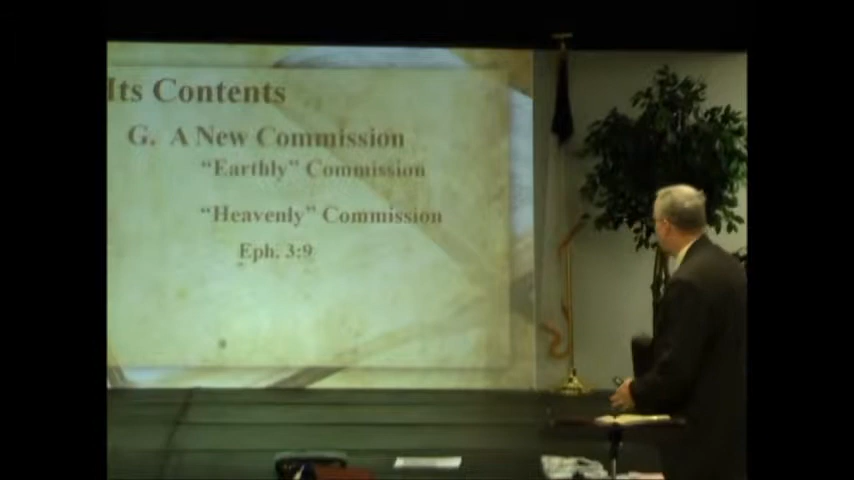 Its Contents
G. A New Commission
“Earthly” Commission
“Heavenly” Commission
Eph. 3:9